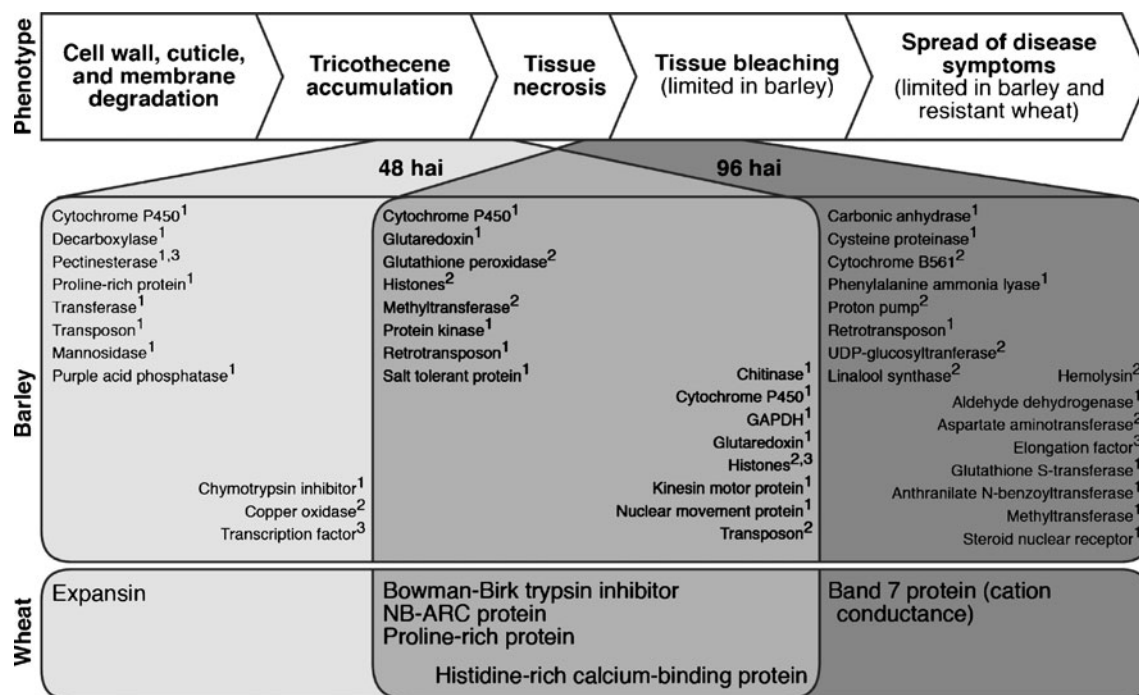 Phenotype
Cell wall, cuticle,
and membrane
degradation
Tricothecene
accumulation
Tissue
necrosis
Tissue bleaching
(limited in barley)
Spread of disease
symptoms
(limited in barley and
resistant wheat)
48 hai
96 hai
Barley
Cytochrome P450¹
Decarboxylase¹
Pectinesterase¹,³
Proline-rich protein¹
Transferase¹
Transposon¹
Mannosidase¹
Purple acid phosphatase¹
Chymotrypsin inhibitor¹
Copper oxidase²
Transcription factor³
Cytochrome P450¹
Glutaredoxin¹
Glutathione peroxidase²
Histones²
Methyltransferase²
Protein kinase¹
Retrotransposon¹
Salt tolerant protein¹
Chitinase¹
Cytochrome P450¹
GAPDH¹
Glutaredoxin¹
Histones²,³
Kinesin motor protein¹
Nuclear movement protein¹
Transposon²
Carbonic anhydrase¹
Cysteine proteinase¹
Cytochrome B561²
Phenylalanine ammonia lyase¹
Proton pump²
Retrotransposon¹
UDP-glucosyltranferase²
Linalool synthase²
Hemolysin²
Aldehyde dehydrogenase¹
Aspartate aminotransferase²
Elongation factor³
Glutathione S-transferase¹
Anthranilate N-benzoyltransferase¹
Methyltransferase¹
Steroid nuclear receptor¹
Wheat
Expansin
Bowman-Birk trypsin inhibitor
NB-ARC protein
Proline-rich protein
Histidine-rich calcium-binding protein
Band 7 protein (cation
conductance)